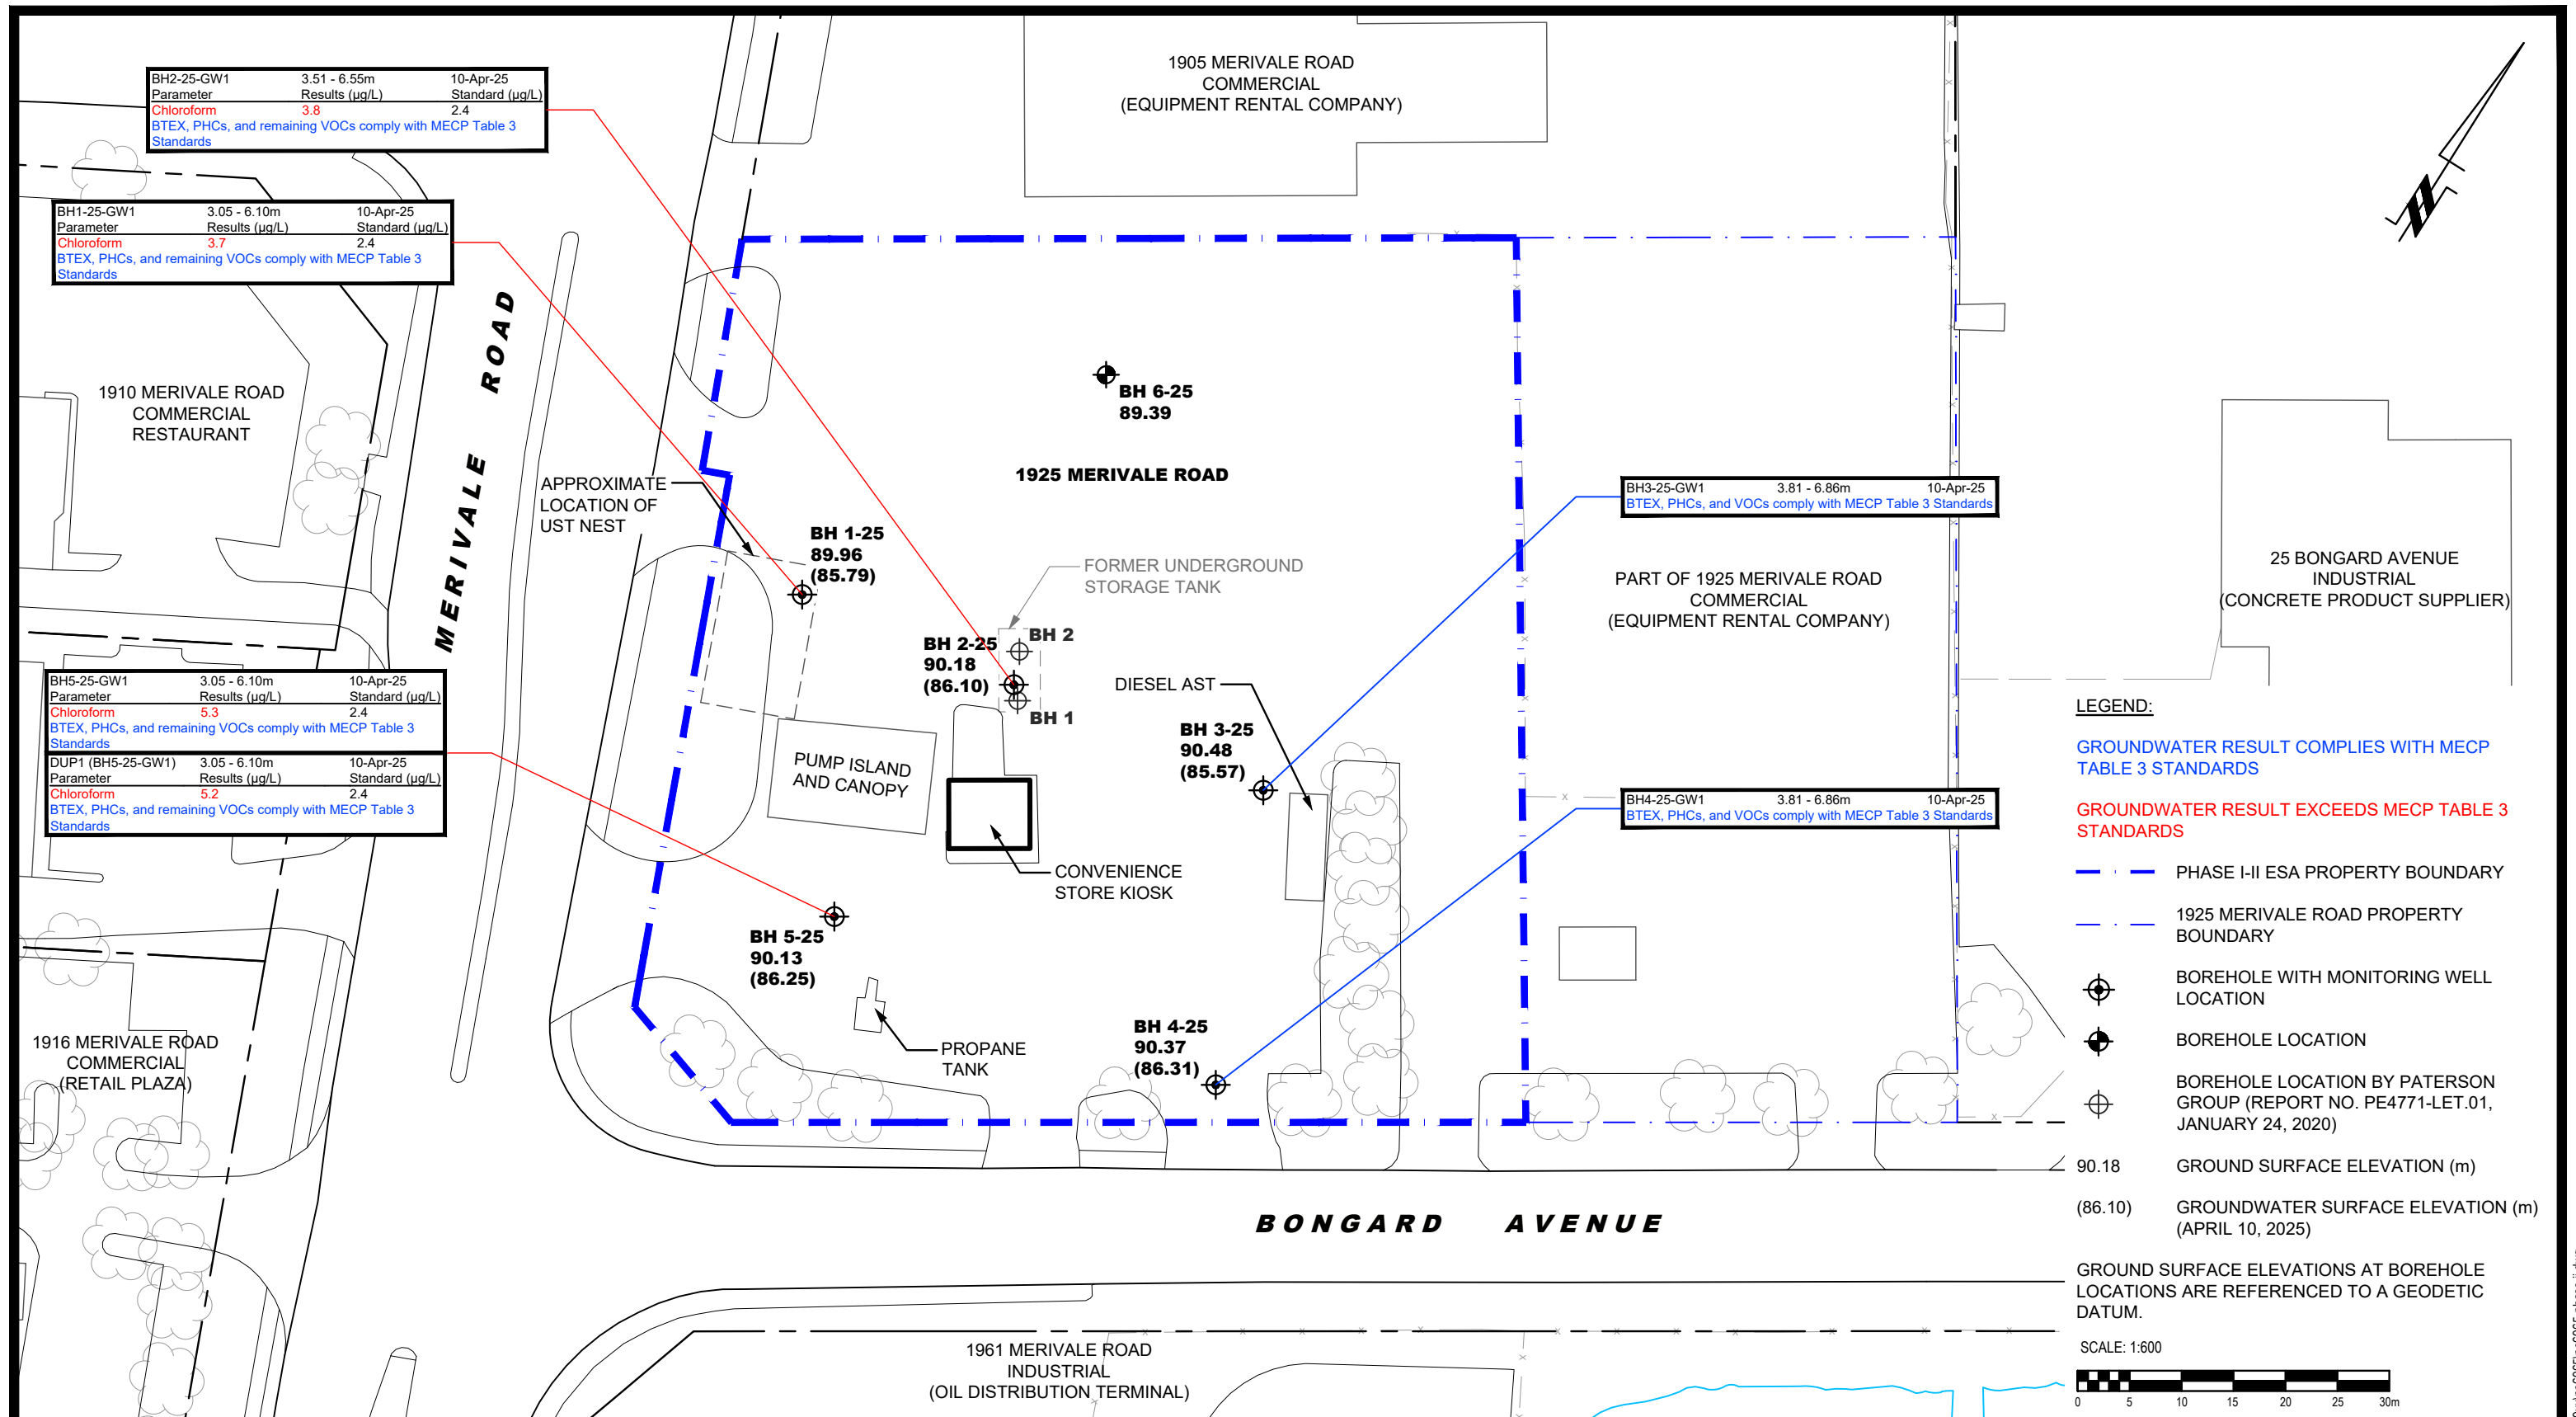 1905 MERIVALE ROAD
COMMERCIAL
(EQUIPMENT RENTAL COMPANY)
BH2-25-GW1 3.51 - 6.55m 10-Apr-25
Parameter Results (µg/L) Standard (µg/L)
Chloroform 3.8 2.4
BTEX, PHCs, and remaining VOCs comply with MECP Table 3
Standards
BH1-25-GW1 3.05 - 6.10m 10-Apr-25
Parameter Results (µg/L) Standard (µg/L)
Chloroform 3.7 2.4
BTEX, PHCs, and remaining VOCs comply with MECP Table 3
Standards
MERIVALE ROAD
1910 MERIVALE ROAD
COMMERCIAL
RESTAURANT
BH 6-25
89.39
1925 MERIVALE ROAD
APPROXIMATE
LOCATION OF
UST NEST
BH 1-25
89.96
(85.79)
FORMER UNDERGROUND
STORAGE TANK
BH 2
BH 2-25
90.18
(86.10)
BH 1
DIESEL AST
BH 3-25
90.48
(85.57)
PUMP ISLAND
AND CANOPY
CONVENIENCE
STORE KIOSK
BH3-25-GW1 3.81 - 6.86m 10-Apr-25
BTEX, PHCs, and VOCs comply with MECP Table 3 Standards
PART OF 1925 MERIVALE ROAD
COMMERCIAL
(EQUIPMENT RENTAL COMPANY)
25 BONGARD AVENUE
INDUSTRIAL
(CONCRETE PRODUCT SUPPLIER)
BH4-25-GW1 3.81 - 6.86m 10-Apr-25
BTEX, PHCs, and VOCs comply with MECP Table 3 Standards
BH5-25-GW1 3.05 - 6.10m 10-Apr-25
Parameter Results (µg/L) Standard (µg/L)
Chloroform 5.3 2.4
BTEX, PHCs, and remaining VOCs comply with MECP Table 3
Standards
DUP1 (BH5-25-GW1) 3.05 - 6.10m 10-Apr-25
Parameter Results (µg/L) Standard (µg/L)
Chloroform 5.2 2.4
BTEX, PHCs, and remaining VOCs comply with MECP Table 3
Standards
BH 5-25
90.13
(86.25)
PROPANE
TANK
BH 4-25
90.37
(86.31)
1916 MERIVALE ROAD
COMMERCIAL
(RETAIL PLAZA)
BONGARD AVENUE
1961 MERIVALE ROAD
INDUSTRIAL
(OIL DISTRIBUTION TERMINAL)
LEGEND:
GROUNDWATER RESULT COMPLIES WITH MECP
TABLE 3 STANDARDS
GROUNDWATER RESULT EXCEEDS MECP TABLE 3
STANDARDS
PHASE I-II ESA PROPERTY BOUNDARY
1925 MERIVALE ROAD PROPERTY
BOUNDARY
BOREHOLE WITH MONITORING WELL
LOCATION
BOREHOLE LOCATION
BOREHOLE LOCATION BY PATERSON
GROUP (REPORT NO. PE4771-LET.01,
JANUARY 24, 2020)
90.18 GROUND SURFACE ELEVATION (m)
(86.10) GROUNDWATER SURFACE ELEVATION (m)
(APRIL 10, 2025)
GROUND SURFACE ELEVATIONS AT BOREHOLE
LOCATIONS ARE REFERENCED TO A GEODETIC
DATUM.
SCALE: 1:600
0 5 10 15 20 25 30m